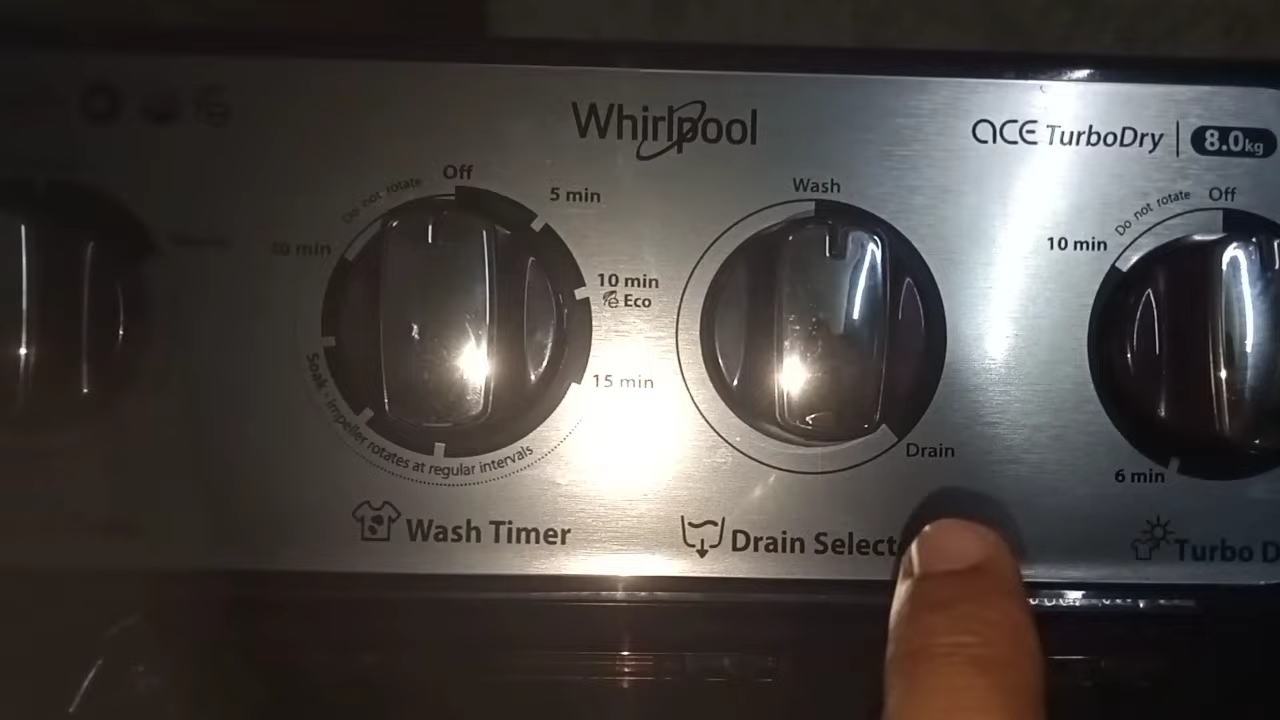 Whirlpool
ACE TurboDry | 8.0kg
Off
5 min
10 min
Eco
15 min
Soak - impeller rotates at regular intervals
40 min
Do not rotate
Wash Timer
Wash
Drain
Drain Select
Off
Do not rotate
10 min
6 min
Turbo D